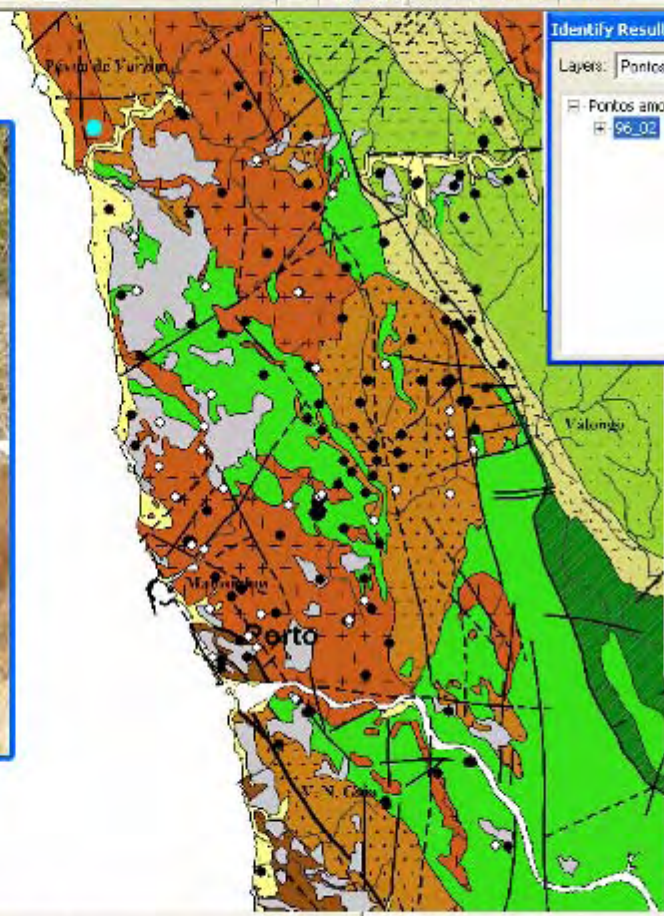 Identify Result
Layers: Pontos
Pontos amo
96_02
Póvoa de Varzim
Valongo
Matosinhos
Porto
V. N. Gaia